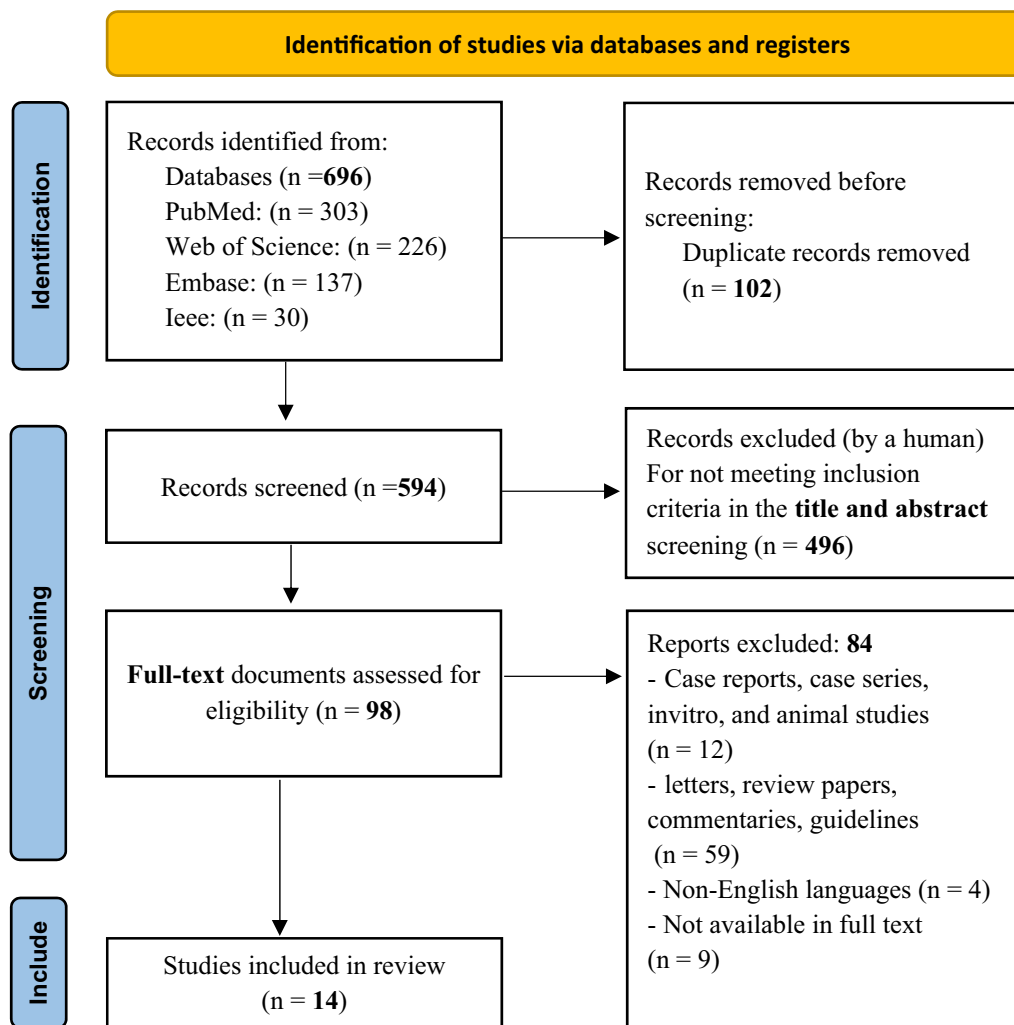 Identification of studies via databases and registers
Identification
Records identified from:
Databases (n =696)
PubMed: (n = 303)
Web of Science: (n = 226)
Embase: (n = 137)
Ieee: (n = 30)
Records removed before
screening:
Duplicate records removed
(n = 102)
Screening
Records screened (n =594)
Records excluded (by a human)
For not meeting inclusion
criteria in the title and abstract
screening (n = 496)
Full-text documents assessed for
eligibility (n = 98)
Reports excluded: 84
- Case reports, case series,
invitro, and animal studies
(n = 12)
- letters, review papers,
commentaries, guidelines
(n = 59)
- Non-English languages (n = 4)
- Not available in full text
(n = 9)
Include
Studies included in review
(n = 14)